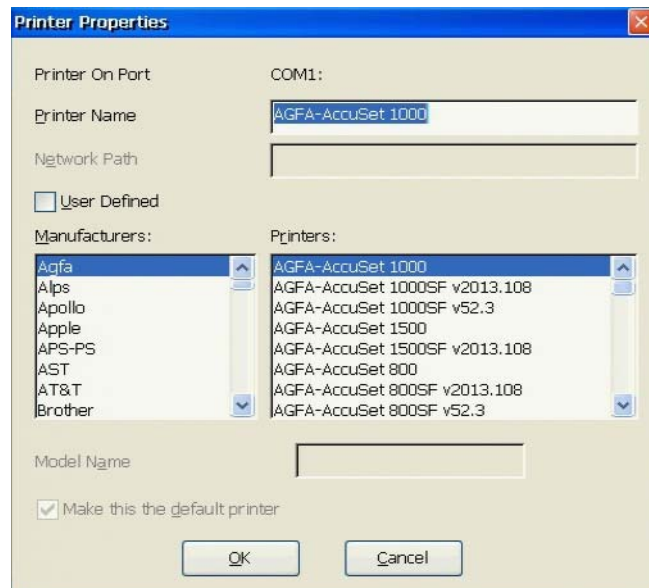 Printer Properties
Printer On Port COM1:
Printer Name AGFA-AccuSet 1000
Network Path
User Defined
Manufacturers: Printers:
Agfa AGFA-AccuSet 1000
Alps AGFA-AccuSet 1000SF v2013.108
Apollo AGFA-AccuSet 1000SF v52.3
Apple AGFA-AccuSet 1500
APS-PS AGFA-AccuSet 1500SF v2013.108
AST AGFA-AccuSet 800
AT&T AGFA-AccuSet 800SF v2013.108
Brother AGFA-AccuSet 800SF v52.3
Model Name
Make this the default printer
OK Cancel